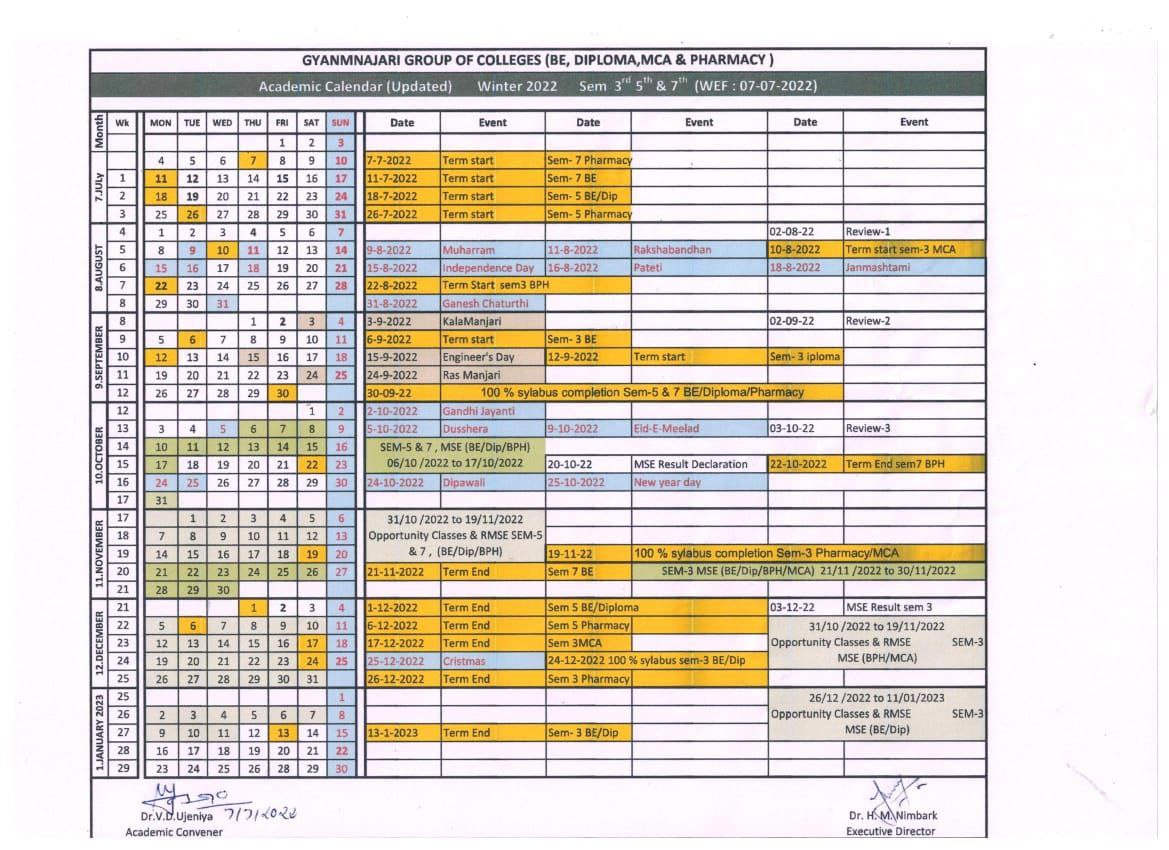 GYANMNAJARI GROUP OF COLLEGES (BE, DIPLOMA,MCA & PHARMACY )
Academic Calendar (Updated) Winter 2022 Sem 3rd 5th & 7th (WEF : 07-07-2022)
Month Wk MON TUE WED THU FRI SAT SUN Date Event Date Event Date Event
1 2 3
4 5 6 7 8 9 10 7-7-2022 Term start Sem- 7 Pharmacy
7.JULY
1 11 12 13 14 15 16 17 11-7-2022 Term start Sem- 7 BE
2 18 19 20 21 22 23 24 18-7-2022 Term start Sem- 5 BE/Dip
3 25 26 27 28 29 30 31 26-7-2022 Term start Sem- 5 Pharmacy
8.AUGUST
4 1 2 3 4 5 6 7 02-08-22 Review-1
5 8 9 10 11 12 13 14 9-8-2022 Muharram 11-8-2022 Rakshabandhan 10-8-2022 Term start sem-3 MCA
6 15 16 17 18 19 20 21 15-8-2022 Independence Day 16-8-2022 Pateti 18-8-2022 Janmashtami
7 22 23 24 25 26 27 28 22-8-2022 Term Start sem3 BPH
8 29 30 31 31-8-2022 Ganesh Chaturthi
9.SEPTEMBER
8 1 2 3 4 3-9-2022 KalaManjari 02-09-22 Review-2
9 5 6 7 8 9 10 11 6-9-2022 Term start Sem- 3 BE
10 12 13 14 15 16 17 18 15-9-2022 Engineer's Day 12-9-2022 Term start Sem- 3 iploma
11 19 20 21 22 23 24 25 24-9-2022 Ras Manjari
12 26 27 28 29 30 30-09-22 100 % sylabus completion Sem-5 & 7 BE/Diploma/Pharmacy
10.OCTOBER
12 1 2 2-10-2022 Gandhi Jayanti
13 3 4 5 6 7 8 9 5-10-2022 Dusshera 9-10-2022 Eid-E-Meelad 03-10-22 Review-3
14 10 11 12 13 14 15 16 SEM-5 & 7 , MSE (BE/Dip/BPH)
15 17 18 19 20 21 22 23 06/10 /2022 to 17/10/2022 20-10-22 MSE Result Declaration 22-10-2022 Term End sem7 BPH
16 24 25 26 27 28 29 30 24-10-2022 Dipawali 25-10-2022 New year day
17 31
11.NOVEMBER
17 1 2 3 4 5 6 31/10 /2022 to 19/11/2022
18 7 8 9 10 11 12 13 Opportunity Classes & RMSE SEM-5
19 14 15 16 17 18 19 20 & 7 , (BE/Dip/BPH) 19-11-22 100 % sylabus completion Sem-3 Pharmacy/MCA
20 21 22 23 24 25 26 27 21-11-2022 Term End Sem 7 BE SEM-3 MSE (BE/Dip/BPH/MCA) 21/11 /2022 to 30/11/2022
21 28 29 30
12.DECEMBER
21 1 2 3 4 1-12-2022 Term End Sem 5 BE/Diploma 03-12-22 MSE Result sem 3
22 5 6 7 8 9 10 11 6-12-2022 Term End Sem 5 Pharmacy 31/10 /2022 to 19/11/2022
23 12 13 14 15 16 17 18 17-12-2022 Term End Sem 3MCA Opportunity Classes & RMSE SEM-3
24 19 20 21 22 23 24 25 25-12-2022 Cristmas 24-12-2022 100 % sylabus sem-3 BE/Dip MSE (BPH/MCA)
25 26 27 28 29 30 31 26-12-2022 Term End Sem 3 Pharmacy
1.JANUARY 2023
25 1 26/12 /2022 to 11/01/2023
26 2 3 4 5 6 7 8 Opportunity Classes & RMSE SEM-3
27 9 10 11 12 13 14 15 13-1-2023 Term End Sem- 3 BE/Dip MSE (BE/Dip)
28 16 17 18 19 20 21 22
29 23 24 25 26 27 28 29 30
7/7/2022
Dr.V.D.Ujeniya Dr. H. M. Nimbark
Academic Convener Executive Director